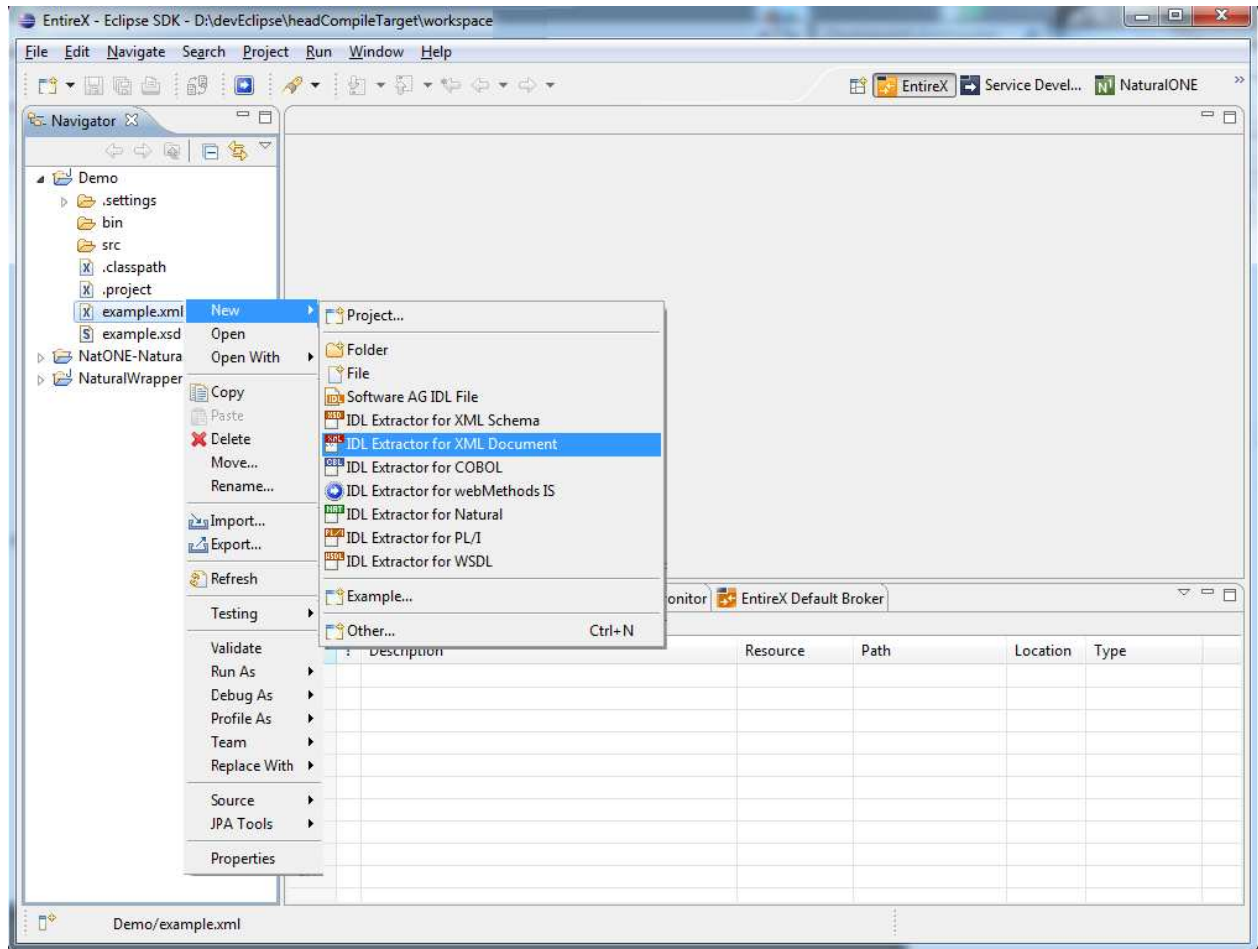 EntireX - Eclipse SDK - D:\devEclipse\headCompileTarget\workspace
File Edit Navigate Search Project Run Window Help
EntireX Service Devel... NaturalONE
Navigator
Demo
.settings
bin
src
.classpath
.project
example.xml
example.xsd
NatONE-Natura
NaturalWrapper
New
Open
Open With
Copy
Paste
Delete
Move...
Rename...
Import...
Export...
Refresh
Testing
Validate
Run As
Debug As
Profile As
Team
Replace With
Source
JPA Tools
Properties
Project...
Folder
File
Software AG IDL File
IDL Extractor for XML Schema
IDL Extractor for XML Document
IDL Extractor for COBOL
IDL Extractor for webMethods IS
IDL Extractor for Natural
IDL Extractor for PL/I
IDL Extractor for WSDL
Example...
Other... Ctrl+N
onitor EntireX Default Broker
! Description Resource Path Location Type
Demo/example.xml